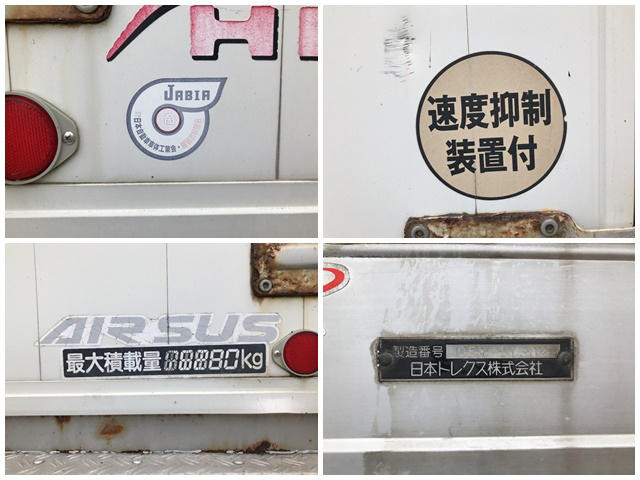 HI
JABIA
日本自動車車体工業会・
速度抑制
装置付
AIR SUS
最大積載量 80kg
製造番号
日本トレクス株式会社